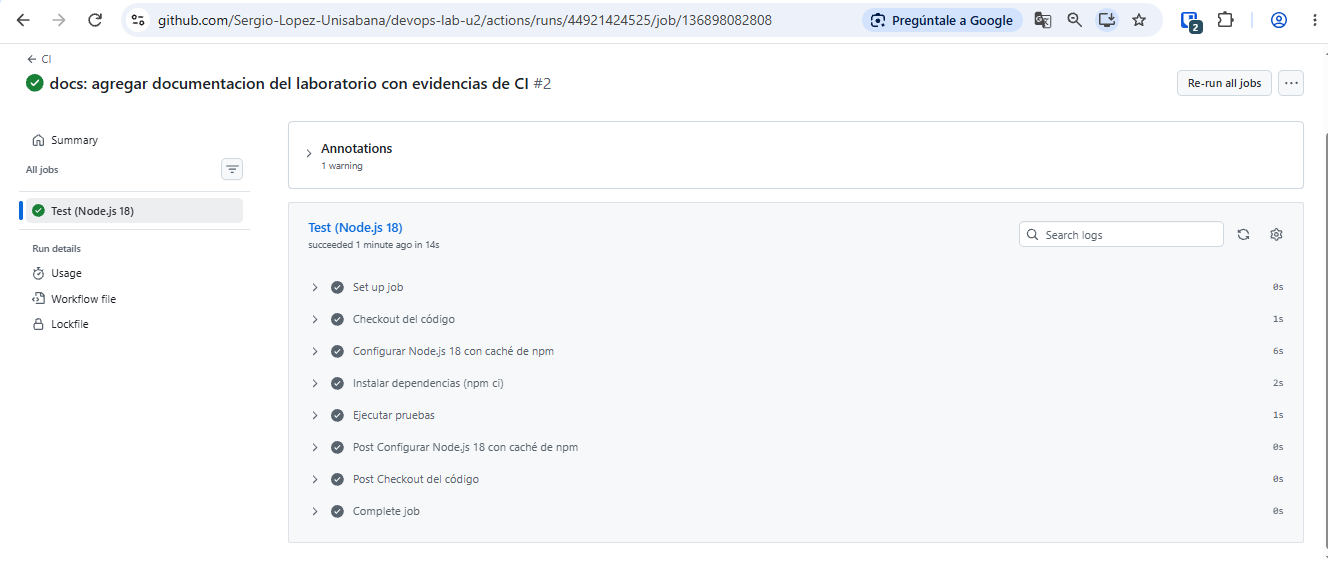 github.com/Sergio-Lopez-Unisabana/devops-lab-u2/actions/runs/44921424525/job/136898082808
Pregúntale a Google
2
CI
docs: agregar documentacion del laboratorio con evidencias de CI #2
Re-run all jobs
Summary
All jobs
Test (Node.js 18)
Run details
Usage
Workflow file
Lockfile
Annotations
1 warning
Test (Node.js 18)
succeeded 1 minute ago in 14s
Search logs
Set up job 0s
Checkout del código 1s
Configurar Node.js 18 con caché de npm 6s
Instalar dependencias (npm ci) 2s
Ejecutar pruebas 1s
Post Configurar Node.js 18 con caché de npm 0s
Post Checkout del código 0s
Complete job 0s